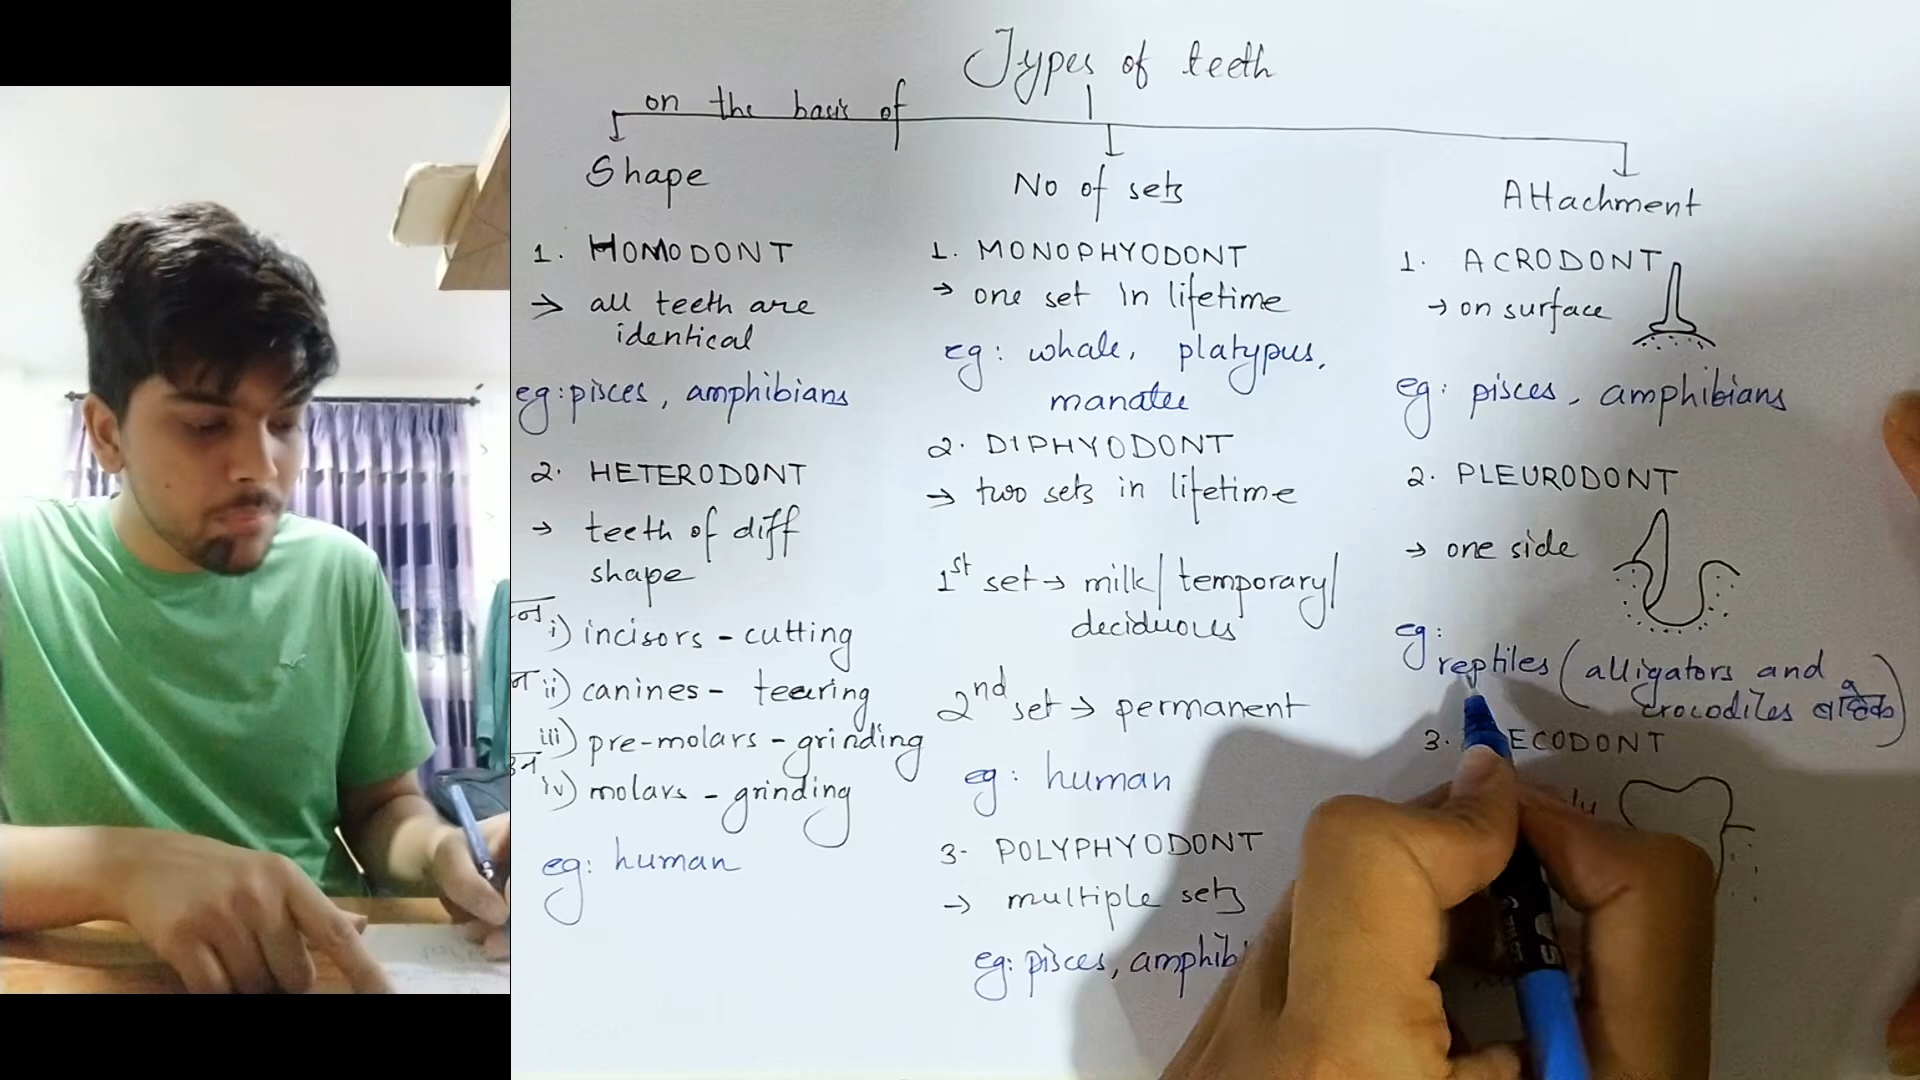 Types of teeth
on the basis of
Shape
1. HOMODONT
→ all teeth are
identical
eg: pisces, amphibians
2. HETERODONT
→ teeth of diff
shape
i) incisors - cutting
ii) canines - tearing
iii) pre-molars - grinding
iv) molars - grinding
eg: human
No of sets
1. MONOPHYODONT
→ one set in lifetime
eg: whale, platypus,
manatee
2. DIPHYODONT
→ two sets in lifetime
1st set → milk/temporary/
deciduous
2nd set → permanent
eg: human
3- POLYPHYODONT
→ multiple sets
eg: pisces, amphib
Attachment
1. ACRODONT
→ on surface
eg: pisces, amphibians
2. PLEURODONT
→ one side
eg:
reptiles (alligators and
crocodiles बाहेक)
3. ECODONT